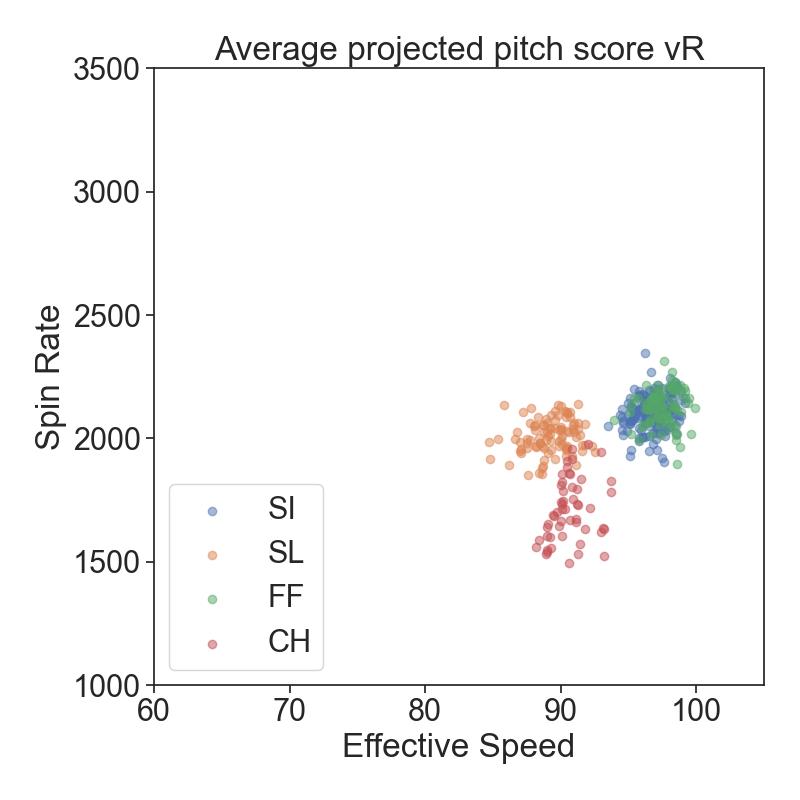 Average projected pitch score vR
3500
3000
2500
2000
1500
1000
Spin Rate
SI
SL
FF
CH
60 70 80 90 100
Effective Speed